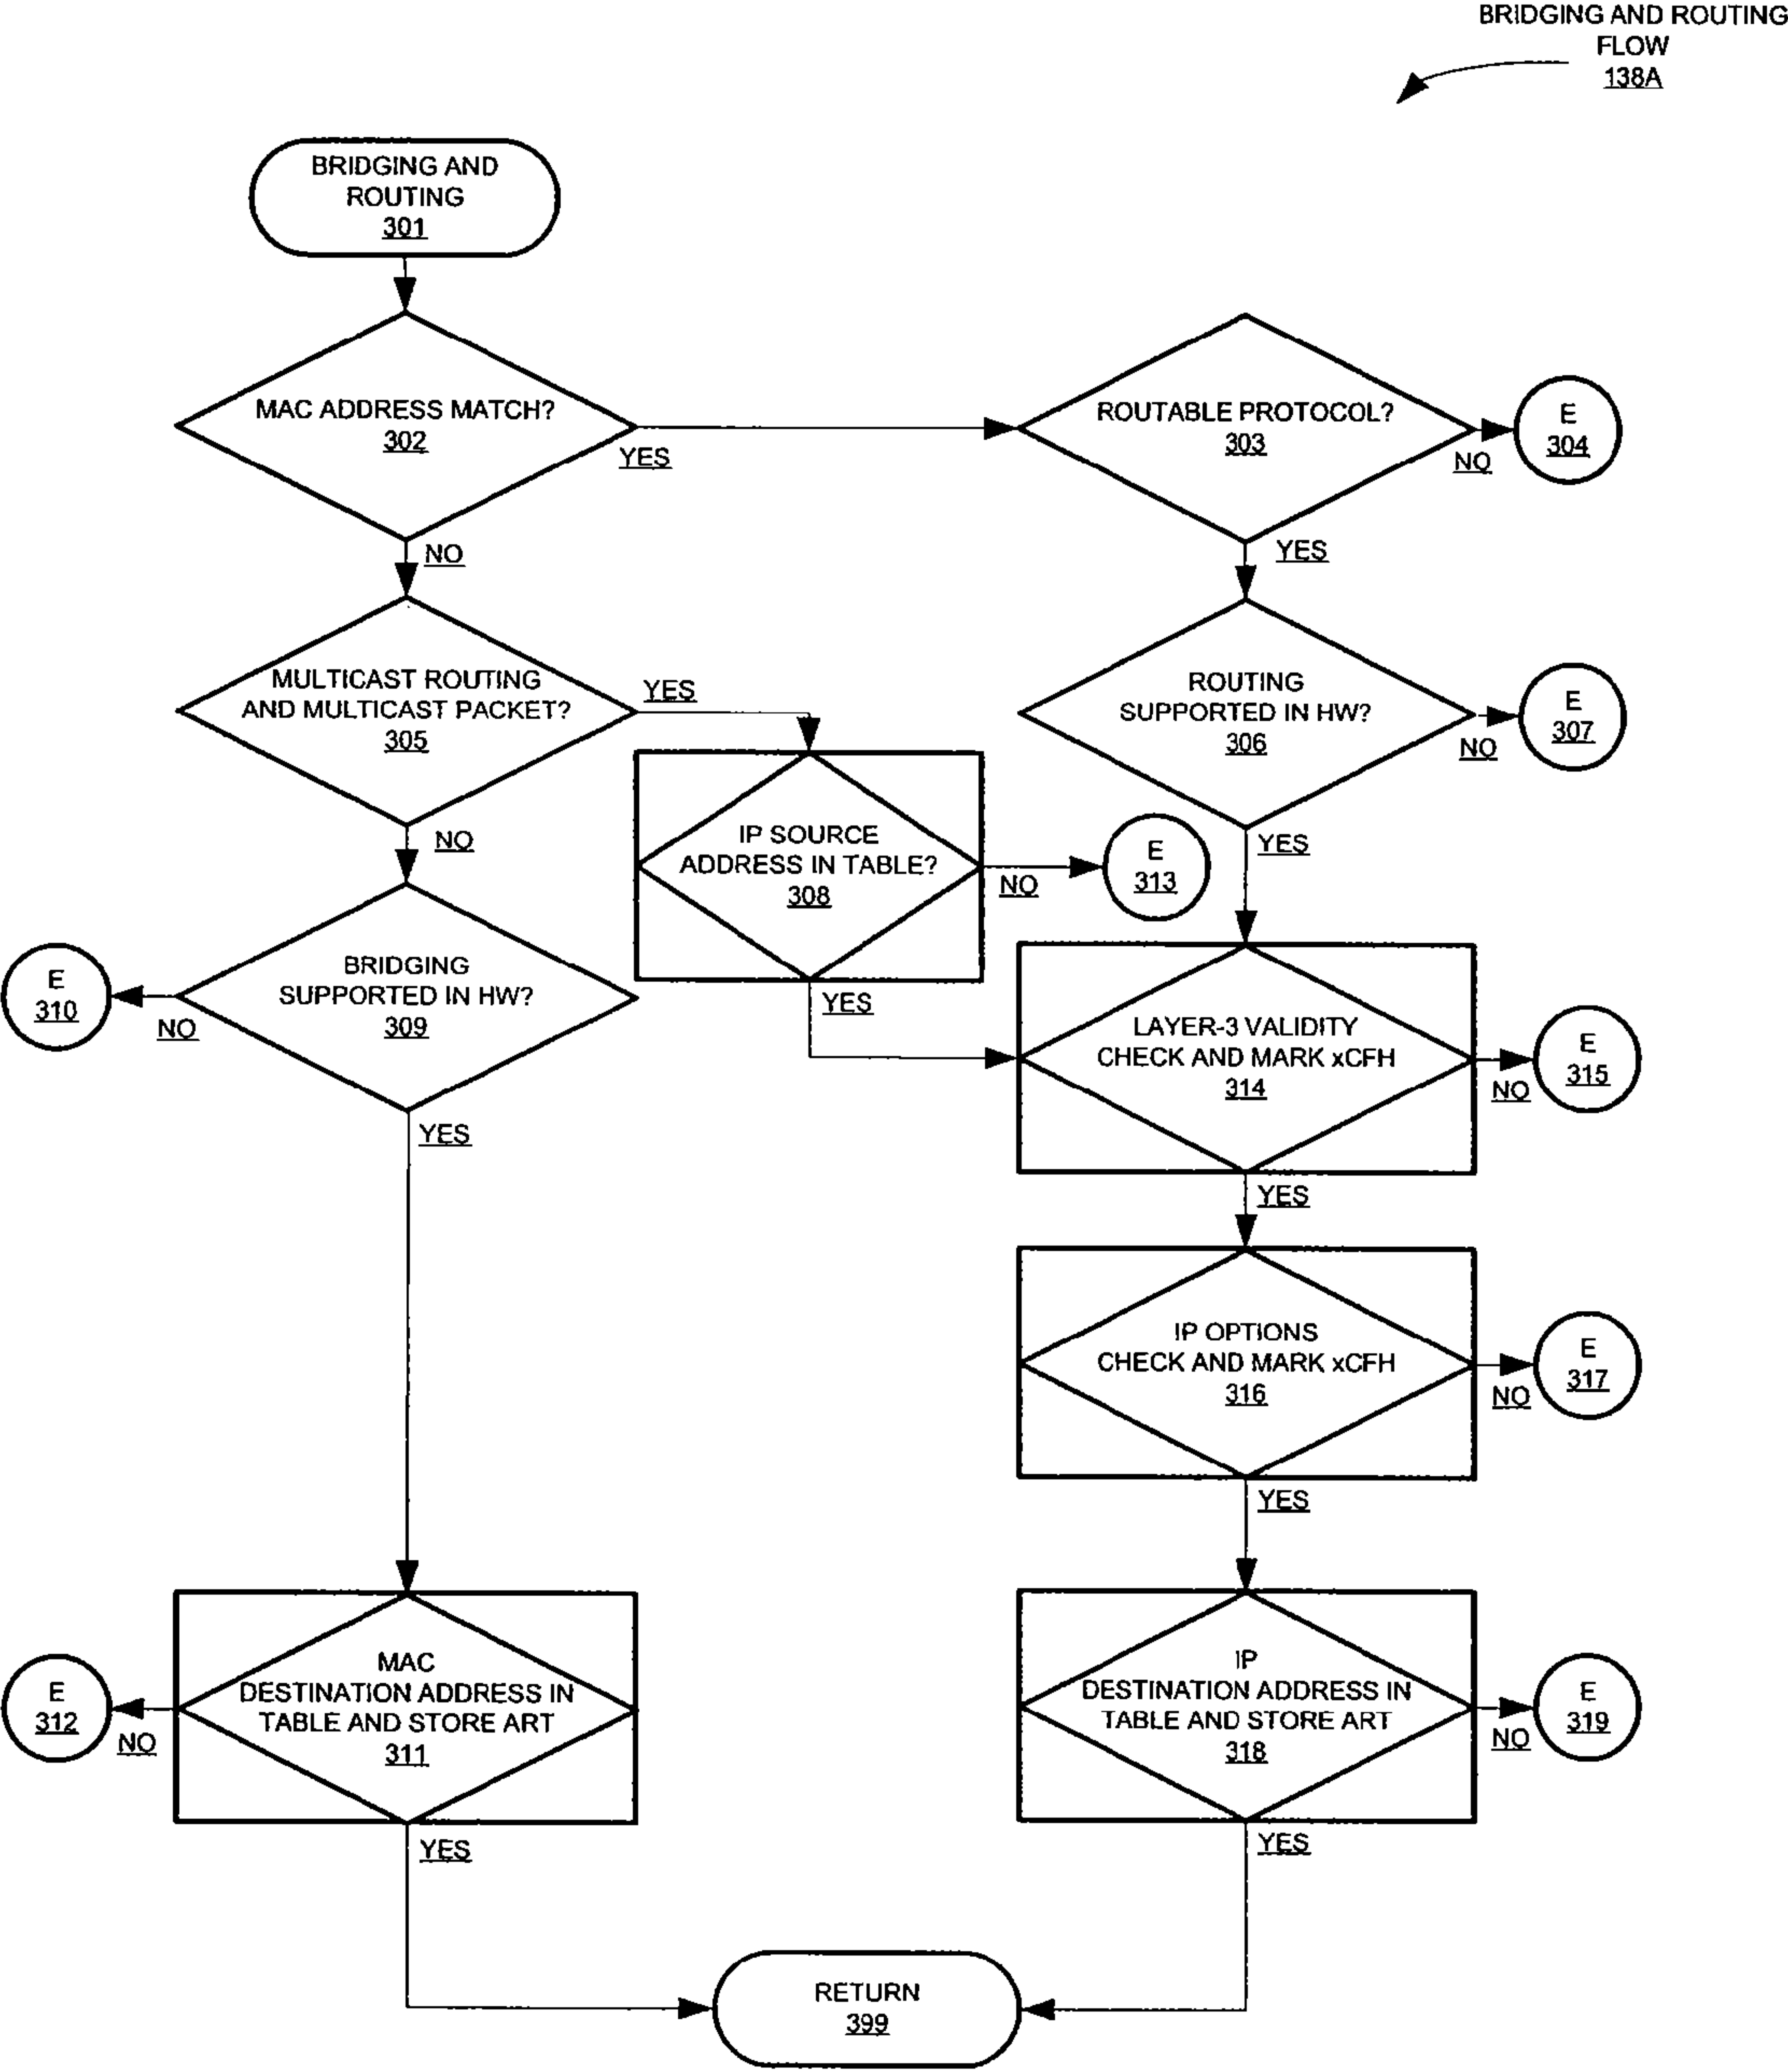 BRIDGING AND ROUTING
FLOW
138A
BRIDGING AND
ROUTING
301
MAC ADDRESS MATCH?
302
YES
NO
ROUTABLE PROTOCOL?
303
NO
YES
E
304
MULTICAST ROUTING
AND MULTICAST PACKET?
305
YES
NO
ROUTING
SUPPORTED IN HW?
306
NO
YES
E
307
IP SOURCE
ADDRESS IN TABLE?
308
NO
YES
E
313
BRIDGING
SUPPORTED IN HW?
309
NO
YES
E
310
LAYER-3 VALIDITY
CHECK AND MARK xCFH
314
NO
YES
E
315
IP OPTIONS
CHECK AND MARK xCFH
316
NO
YES
E
317
MAC
DESTINATION ADDRESS IN
TABLE AND STORE ART
311
NO
YES
E
312
IP
DESTINATION ADDRESS IN
TABLE AND STORE ART
318
NO
YES
E
319
RETURN
399